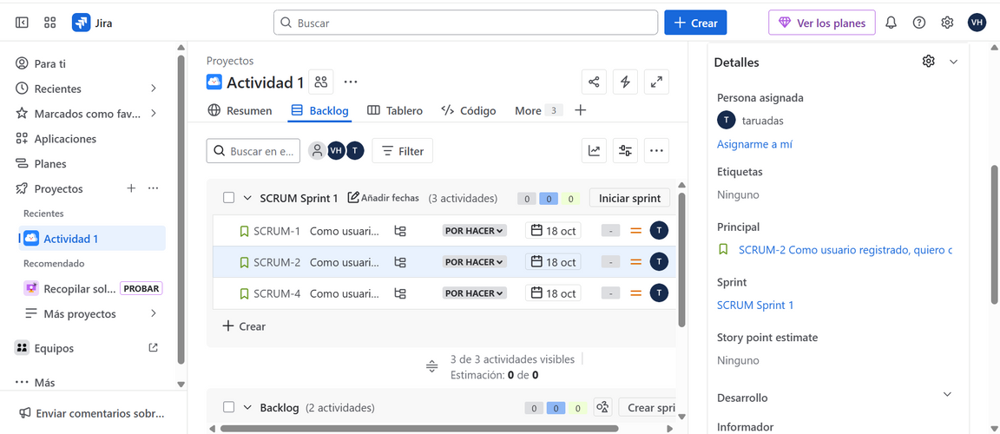 Jira
Buscar
Crear
Ver los planes
VH
Para ti
Recientes
Marcados como fav...
Aplicaciones
Planes
Proyectos
Recientes
Actividad 1
Recomendado
Recopilar sol... PROBAR
Más proyectos
Equipos
Más
Enviar comentarios sobr...
Proyectos
Actividad 1
Resumen
Backlog
Tablero
Código
More 3
Buscar en e...
VH T
Filter
SCRUM Sprint 1 Añadir fechas (3 actividades) 0 0 0 Iniciar sprint
SCRUM-1 Como usuari... POR HACER 18 oct - T
SCRUM-2 Como usuari... POR HACER 18 oct - T
SCRUM-4 Como usuari... POR HACER 18 oct - T
Crear
3 de 3 actividades visibles
Estimación: 0 de 0
Backlog (2 actividades) 0 0 0 Crear spri
Detalles
Persona asignada
T taruadas
Asignarme a mí
Etiquetas
Ninguno
Principal
SCRUM-2 Como usuario registrado, quiero c
Sprint
SCRUM Sprint 1
Story point estimate
Ninguno
Desarrollo
Informador